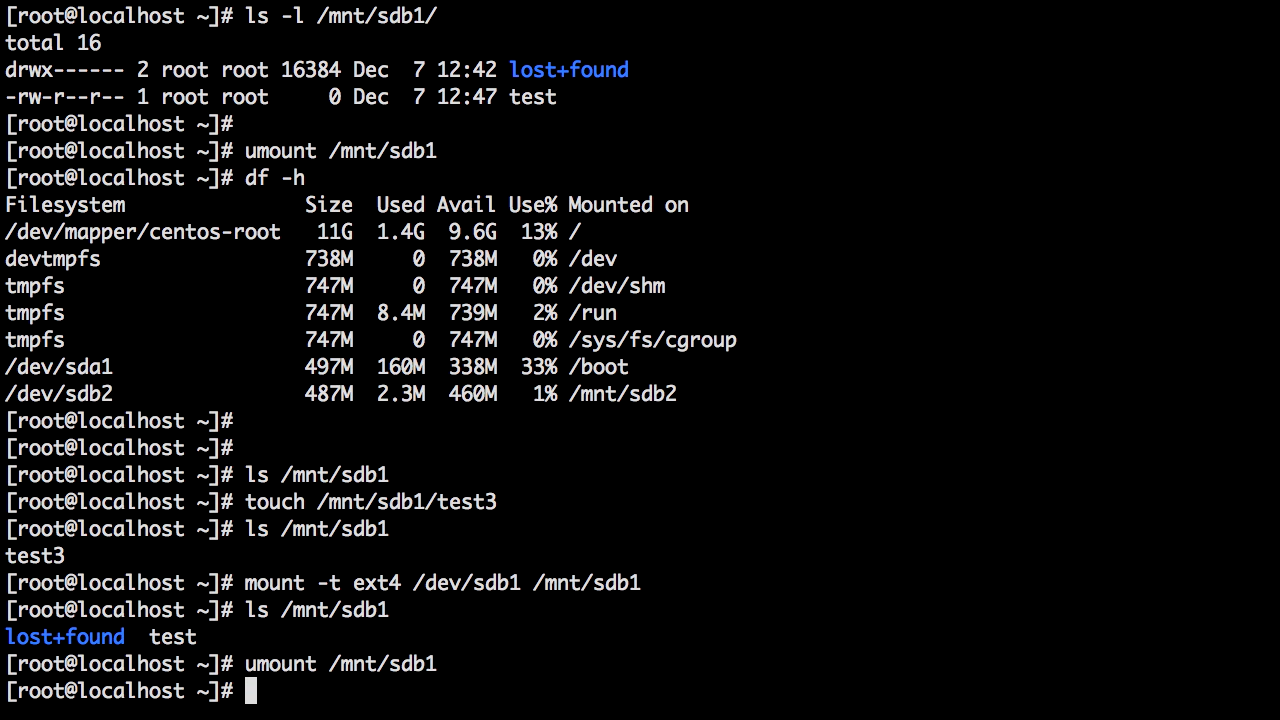 [root@localhost ~]# ls -l /mnt/sdb1/
total 16
drwx------ 2 root root 16384 Dec  7 12:42 lost+found
-rw-r--r-- 1 root root     0 Dec  7 12:47 test
[root@localhost ~]#
[root@localhost ~]# umount /mnt/sdb1
[root@localhost ~]# df -h
Filesystem               Size  Used Avail Use% Mounted on
/dev/mapper/centos-root   11G  1.4G  9.6G  13% /
devtmpfs                 738M     0  738M   0% /dev
tmpfs                    747M     0  747M   0% /dev/shm
tmpfs                    747M  8.4M  739M   2% /run
tmpfs                    747M     0  747M   0% /sys/fs/cgroup
/dev/sda1                497M  160M  338M  33% /boot
/dev/sdb2                487M  2.3M  460M   1% /mnt/sdb2
[root@localhost ~]#
[root@localhost ~]#
[root@localhost ~]# ls /mnt/sdb1
[root@localhost ~]# touch /mnt/sdb1/test3
[root@localhost ~]# ls /mnt/sdb1
test3
[root@localhost ~]# mount -t ext4 /dev/sdb1 /mnt/sdb1
[root@localhost ~]# ls /mnt/sdb1
lost+found  test
[root@localhost ~]# umount /mnt/sdb1
[root@localhost ~]#